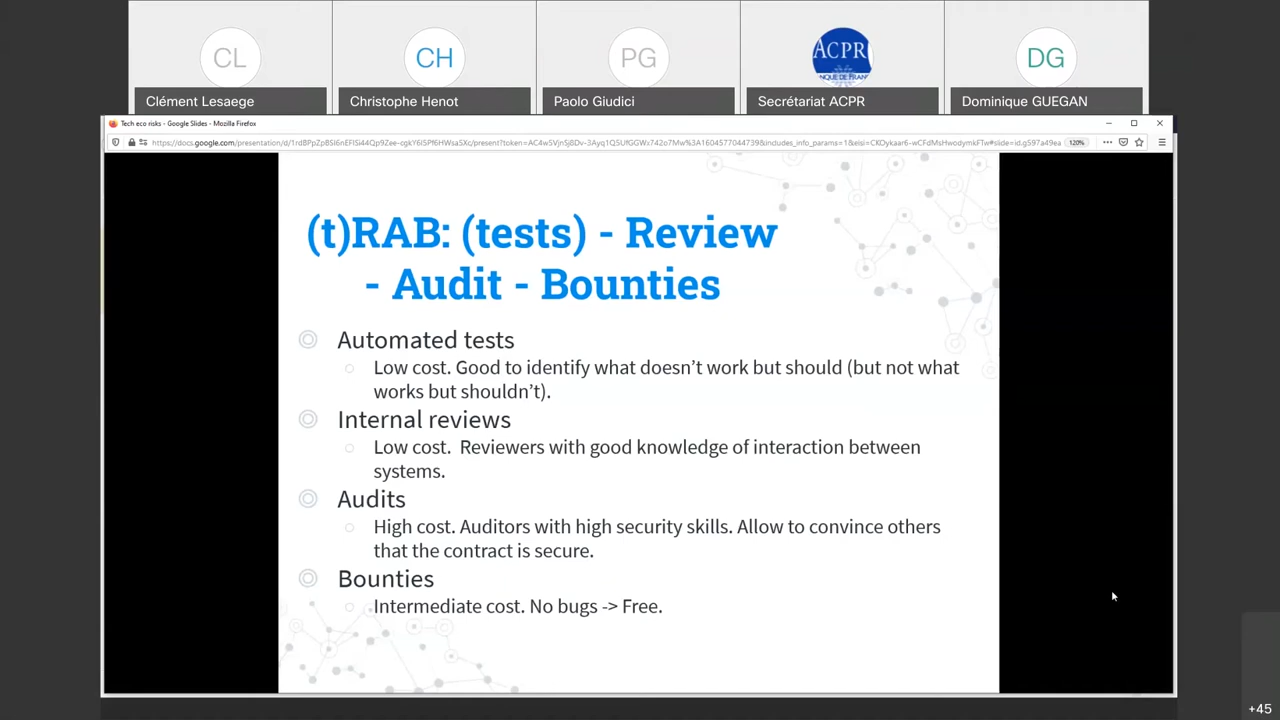 CL
CH
PG
ACPR
DG
Clément Lesaege
Christophe Henot
Paolo Giudici
Secrétariat ACPR
Dominique GUEGAN
Tech eco risks - Google Slides - Mozilla Firefox
120%
(t)RAB: (tests) - Review
- Audit - Bounties
Automated tests
Low cost. Good to identify what doesn’t work but should (but not what
works but shouldn’t).
Internal reviews
Low cost.  Reviewers with good knowledge of interaction between
systems.
Audits
High cost. Auditors with high security skills. Allow to convince others
that the contract is secure.
Bounties
Intermediate cost. No bugs -> Free.
+45